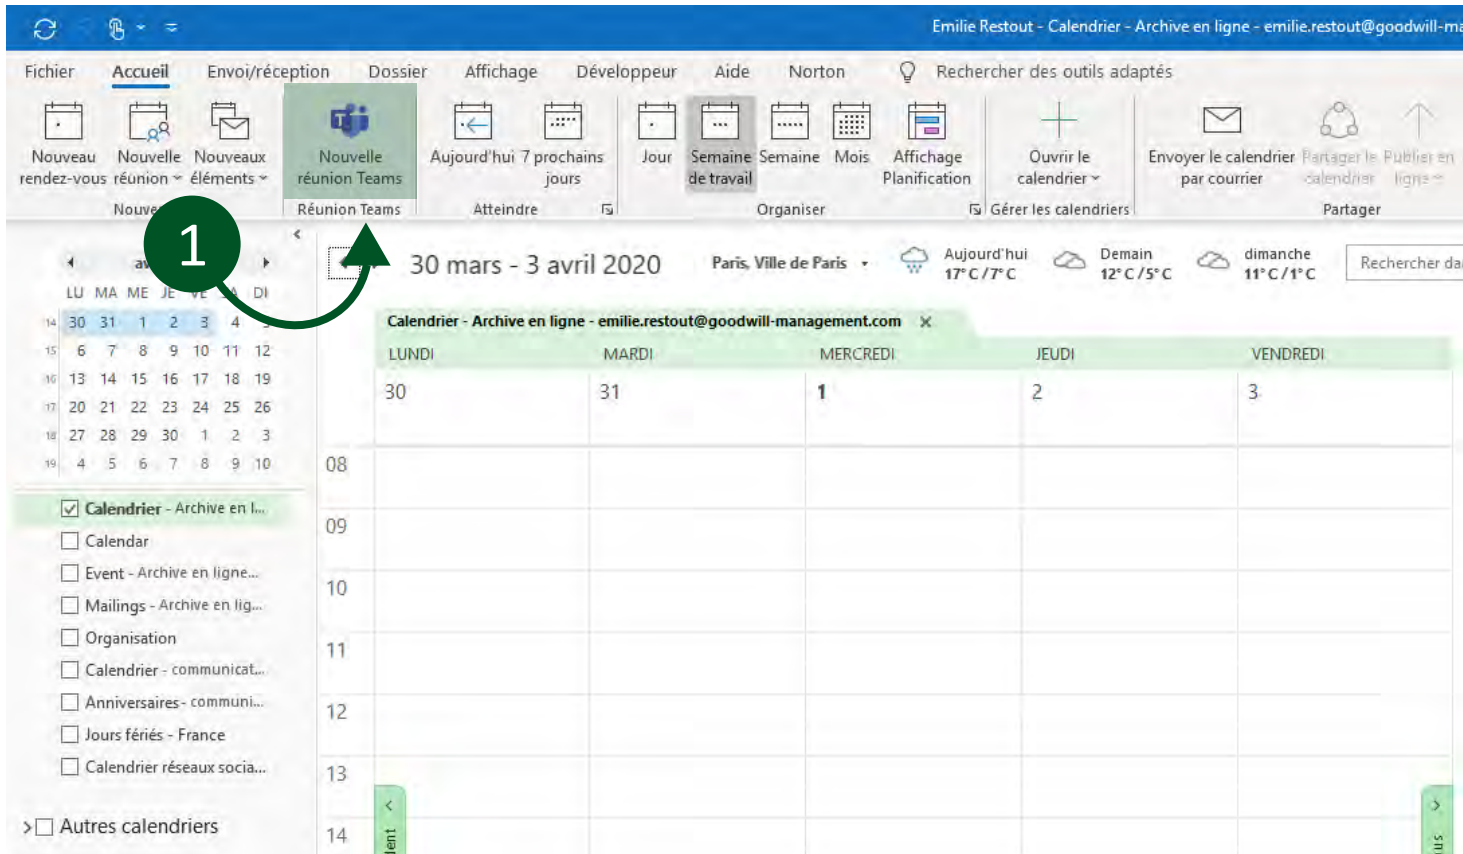 Emilie Restout - Calendrier - Archive en ligne - emilie.restout@goodwill-ma
Fichier Accueil Envoi/réception Dossier Affichage Développeur Aide Norton Rechercher des outils adaptés
Nouveau rendez-vous
Nouvelle réunion
Nouveaux éléments
Nouvelle réunion Teams
Aujourd'hui
7 prochains jours
Jour
Semaine de travail
Semaine
Mois
Affichage Planification
Ouvrir le calendrier
Envoyer le calendrier par courrier
Partager le calendrier
Publier en ligne
Réunion Teams Atteindre Organiser Gérer les calendriers Partager
1
30 mars - 3 avril 2020
Paris, Ville de Paris
Aujourd'hui
17°C/7°C
Demain
12°C/5°C
dimanche
11°C/1°C
Rechercher da
LU MA ME JE VE SA DI
14 30 31 1 2 3 4
15 6 7 8 9 10 11 12
16 13 14 15 16 17 18 19
17 20 21 22 23 24 25 26
18 27 28 29 30 1 2 3
19 4 5 6 7 8 9 10
Calendrier - Archive en l...
Calendar
Event - Archive en ligne...
Mailings - Archive en lig...
Organisation
Calendrier - communicat...
Anniversaires - communi...
Jours fériés - France
Calendrier réseaux socia...
Autres calendriers
Calendrier - Archive en ligne - emilie.restout@goodwill-management.com
LUNDI MARDI MERCREDI JEUDI VENDREDI
30 31 1 2 3
08
09
10
11
12
13
14